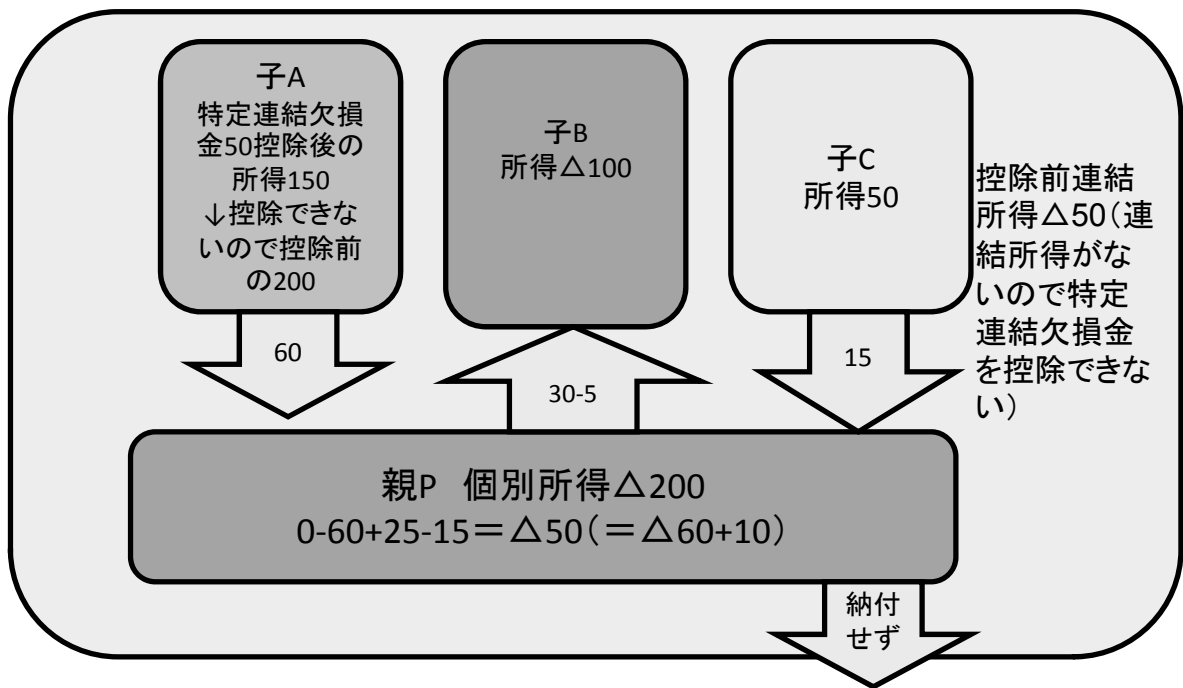 子A
特定連結欠損
金50控除後の
所得150
↓控除できな
いので控除前
の200
子B
所得△100
子C
所得50
控除前連結
所得△50(連
結所得がな
いので特定
連結欠損金
を控除できな
い)
60
30-5
15
親P 個別所得△200
0-60+25-15=△50(=△60+10)
納付
せず